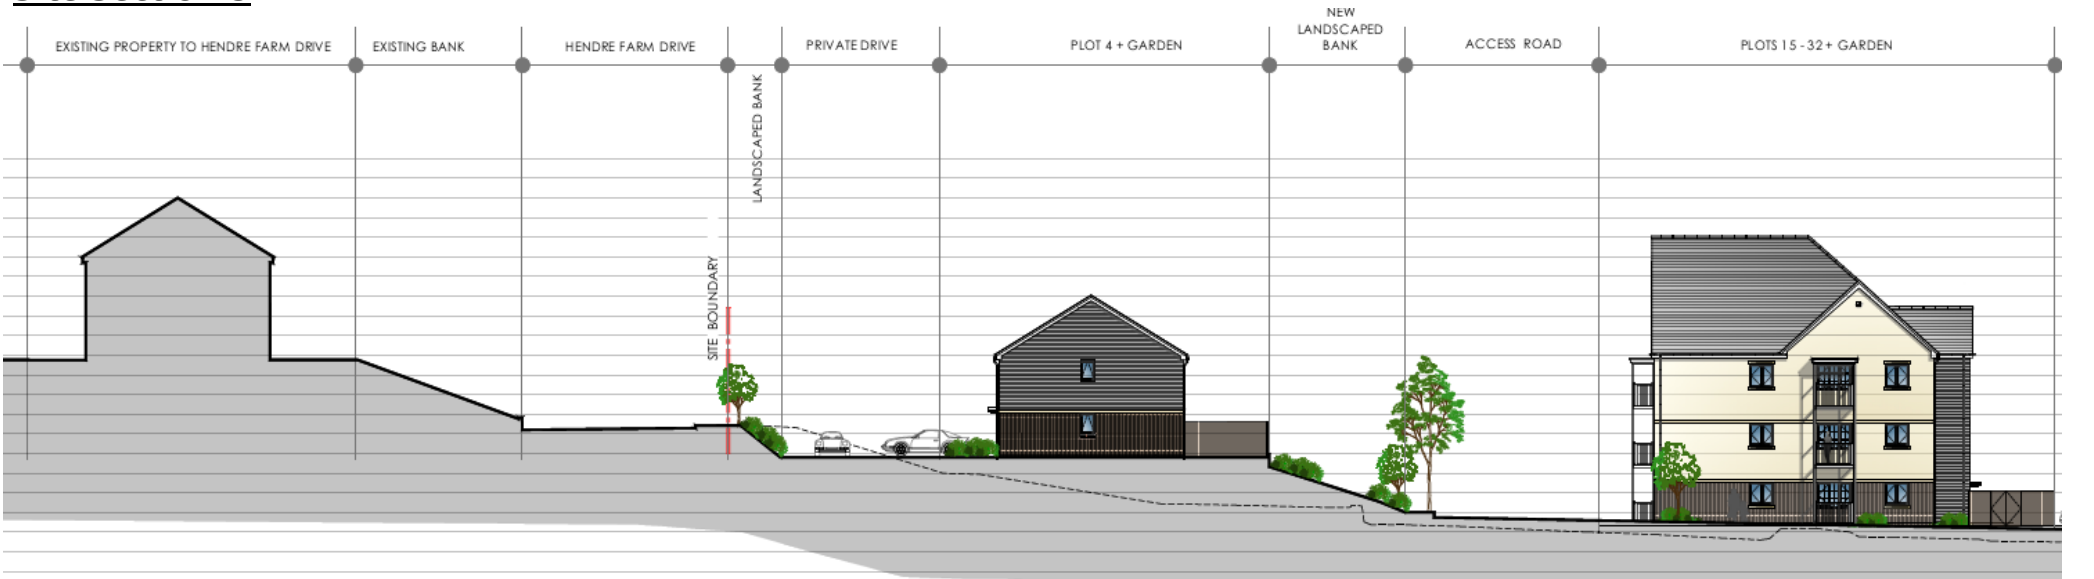 EXISTING PROPERTY TO HENDRE FARM DRIVE
EXISTING BANK
HENDRE FARM DRIVE
LANDSCAPED BANK
PRIVATE DRIVE
PLOT 4 + GARDEN
NEW
LANDSCAPED
BANK
ACCESS ROAD
PLOTS 15 - 32 + GARDEN
SITE BOUNDARY